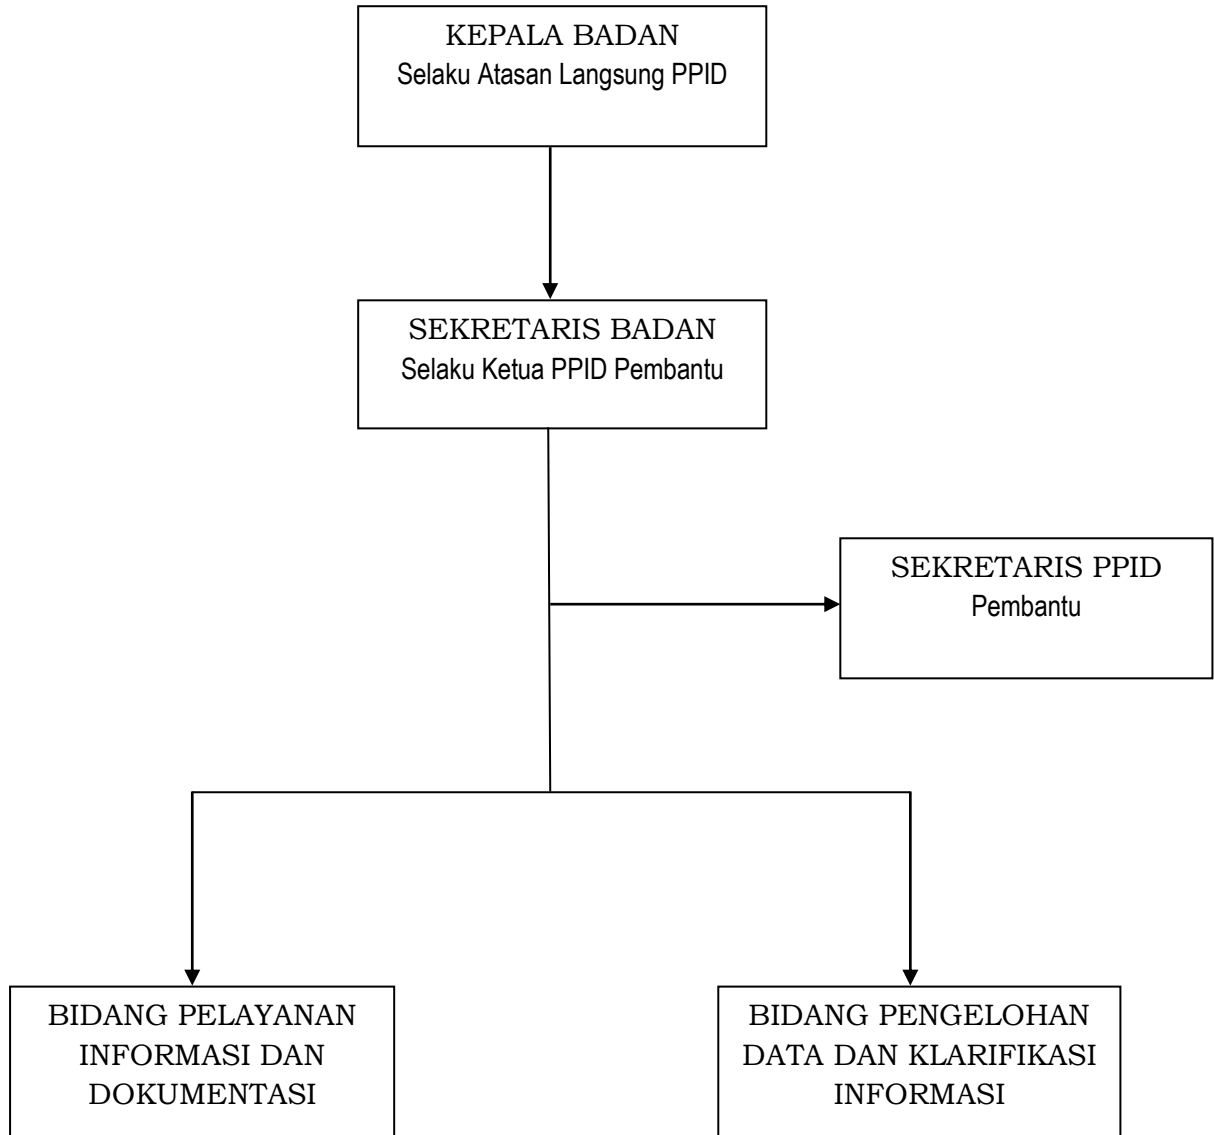 KEPALA BADAN
Selaku Atasan Langsung PPID
SEKRETARIS BADAN
Selaku Ketua PPID Pembantu
SEKRETARIS PPID
Pembantu
BIDANG PELAYANAN
INFORMASI DAN
DOKUMENTASI
BIDANG PENGELOHAN
DATA DAN KLARIFIKASI
INFORMASI